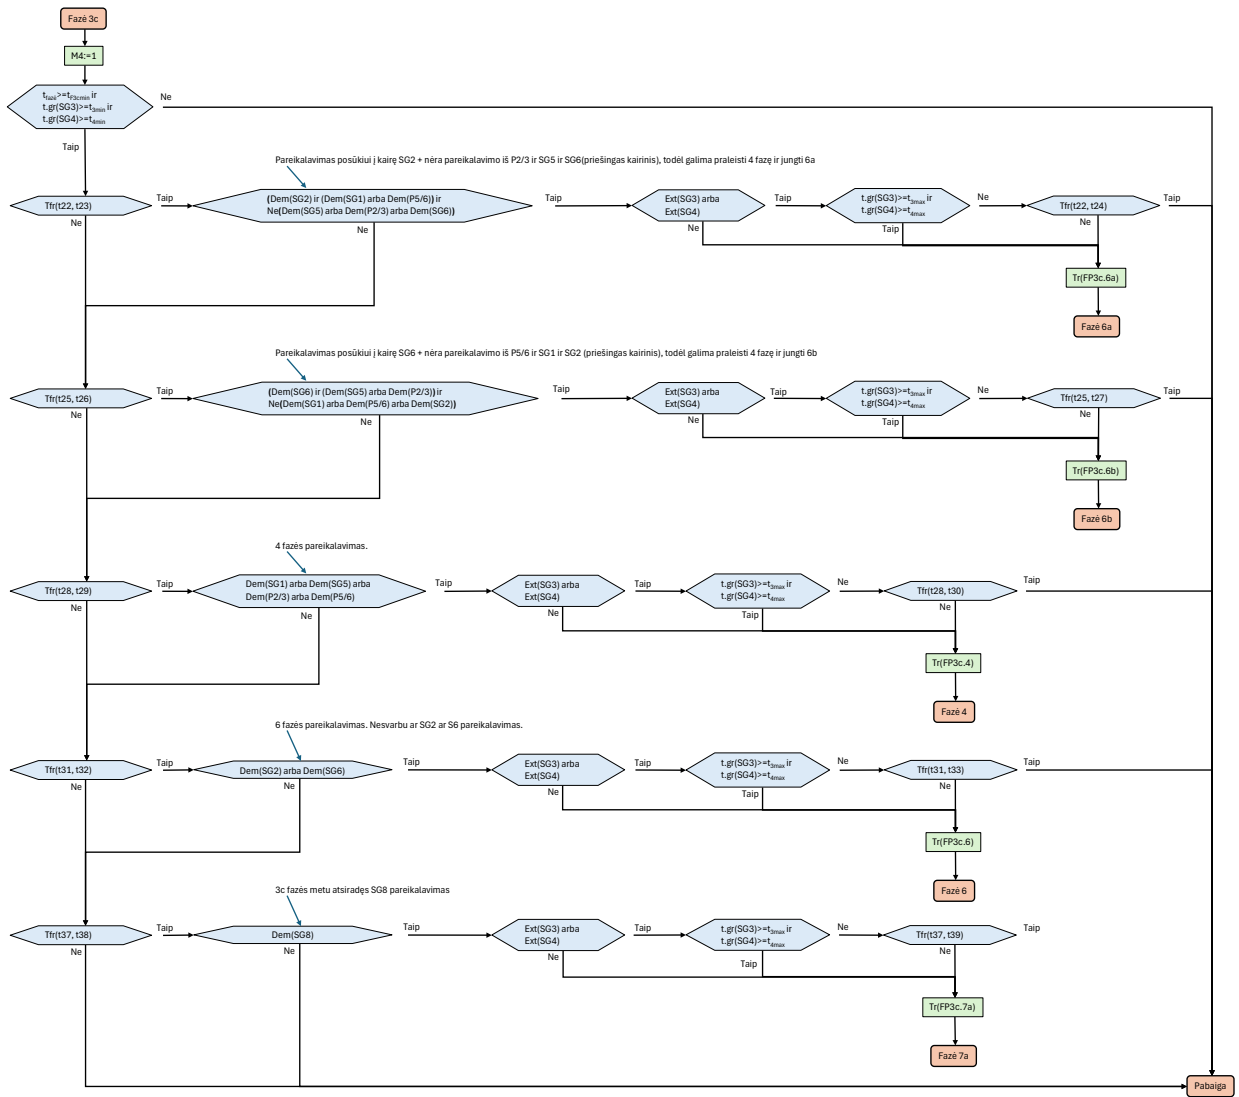 Fazė 3c
M4:=1
tfazė>=tF3cmin ir
t.gr(SG3)>=t3min ir
t.gr(SG4)>=t4min
Ne
Taip
Pareikalavimas posūkiui į kairę SG2 + nėra pareikalavimo iš P2/3 ir SG5 ir SG6(priešingas kairinis), todėl galima praleisti 4 fazę ir jungti 6a
Tfr(t22, t23)
Taip
(Dem(SG2) ir (Dem(SG1) arba Dem(P5/6)) ir
Ne(Dem(SG5) arba Dem(P2/3) arba Dem(SG6))
Taip
Ext(SG3) arba
Ext(SG4)
Taip
t.gr(SG3)>=t3max ir
t.gr(SG4)>=t4max
Ne
Tfr(t22, t24)
Taip
Ne
Ne
Ne
Taip
Ne
Tr(FP3c.6a)
Fazė 6a
Pareikalavimas posūkiui į kairę SG6 + nėra pareikalavimo iš P5/6 ir SG1 ir SG2 (priešingas kairinis), todėl galima praleisti 4 fazę ir jungti 6b
Tfr(t25, t26)
Taip
(Dem(SG6) ir (Dem(SG5) arba Dem(P2/3)) ir
Ne(Dem(SG1) arba Dem(P5/6) arba Dem(SG2))
Taip
Ext(SG3) arba
Ext(SG4)
Taip
t.gr(SG3)>=t3max ir
t.gr(SG4)>=t4max
Ne
Tfr(t25, t27)
Taip
Ne
Ne
Ne
Taip
Ne
Tr(FP3c.6b)
Fazė 6b
4 fazės pareikalavimas.
Tfr(t28, t29)
Taip
Dem(SG1) arba Dem(SG5) arba
Dem(P2/3) arba Dem(P5/6)
Taip
Ext(SG3) arba
Ext(SG4)
Taip
t.gr(SG3)>=t3max ir
t.gr(SG4)>=t4max
Ne
Tfr(t28, t30)
Taip
Ne
Ne
Ne
Taip
Ne
Tr(FP3c.4)
Fazė 4
6 fazės pareikalavimas. Nesvarbu ar SG2 ar S6 pareikalavimas.
Tfr(t31, t32)
Taip
Dem(SG2) arba Dem(SG6)
Taip
Ext(SG3) arba
Ext(SG4)
Taip
t.gr(SG3)>=t3max ir
t.gr(SG4)>=t4max
Ne
Tfr(t31, t33)
Taip
Ne
Ne
Ne
Taip
Ne
Tr(FP3c.6)
Fazė 6
3c fazės metu atsiradęs SG8 pareikalavimas
Tfr(t37, t38)
Taip
Dem(SG8)
Taip
Ext(SG3) arba
Ext(SG4)
Taip
t.gr(SG3)>=t3max ir
t.gr(SG4)>=t4max
Ne
Tfr(t37, t39)
Taip
Ne
Ne
Ne
Taip
Ne
Tr(FP3c.7a)
Fazė 7a
Pabaiga